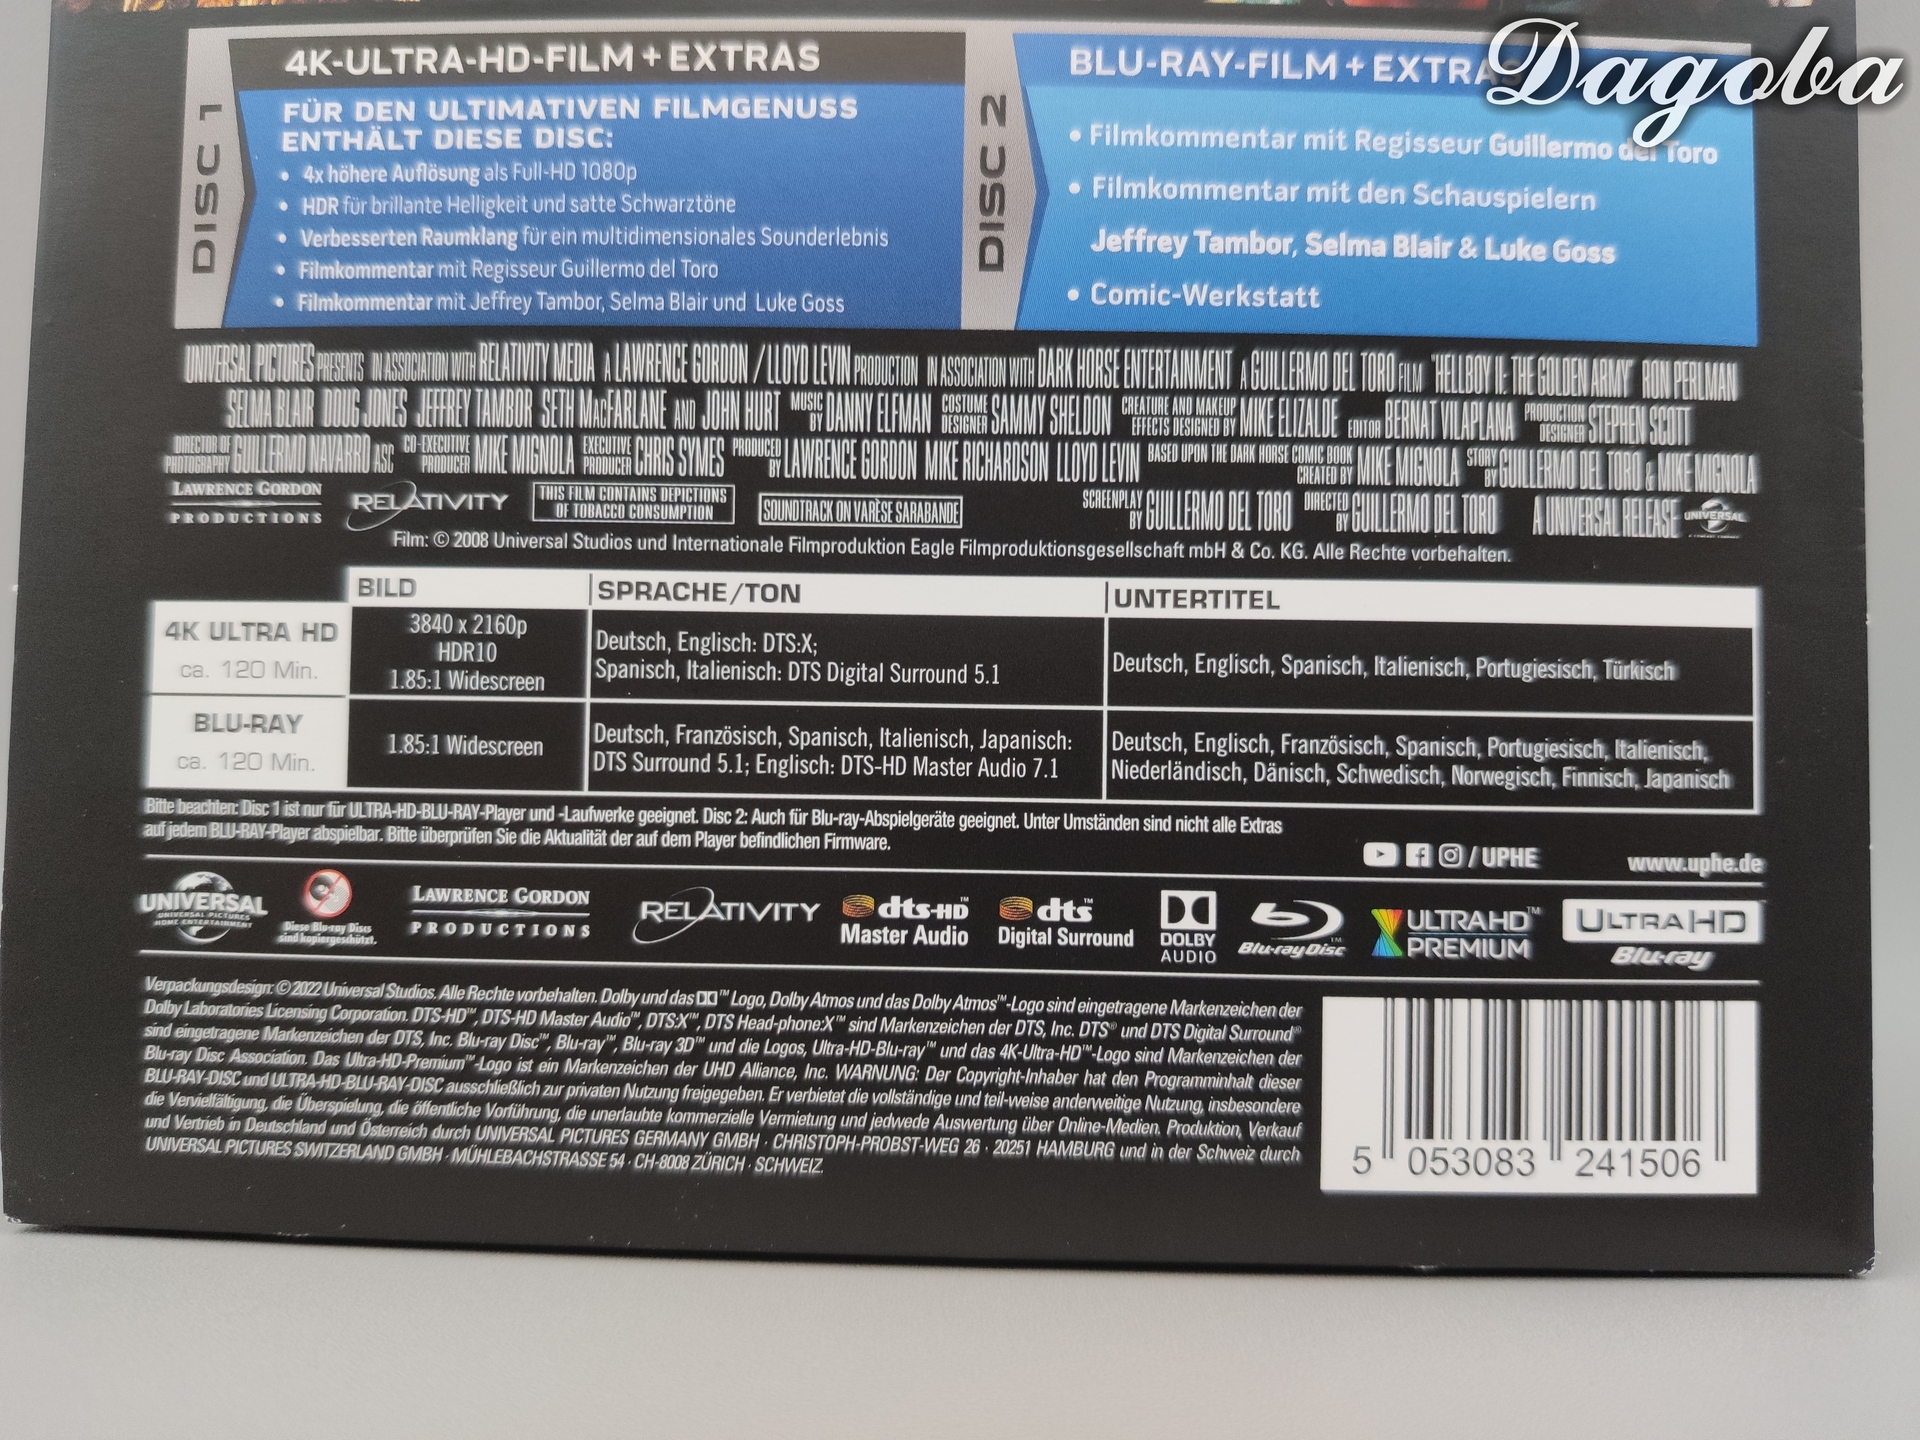 Dagoba
DISC 1
4K-ULTRA-HD-FILM + EXTRAS
FÜR DEN ULTIMATIVEN FILMGENUSS
ENTHÄLT DIESE DISC:
• 4x höhere Auflösung als Full-HD 1080p
• HDR für brillante Helligkeit und satte Schwarztöne
• Verbesserten Raumklang für ein multidimensionales Sounderlebnis
• Filmkommentar mit Regisseur Guillermo del Toro
• Filmkommentar mit Jeffrey Tambor, Selma Blair und Luke Goss
DISC 2
BLU-RAY-FILM + EXTRAS
• Filmkommentar mit Regisseur Guillermo del Toro
• Filmkommentar mit den Schauspielern
Jeffrey Tambor, Selma Blair & Luke Goss
• Comic-Werkstatt
UNIVERSAL PICTURES PRESENTS IN ASSOCIATION WITH RELATIVITY MEDIA A LAWRENCE GORDON / LLOYD LEVIN PRODUCTION IN ASSOCIATION WITH DARK HORSE ENTERTAINMENT A GUILLERMO DEL TORO FILM "HELLBOY II: THE GOLDEN ARMY" RON PERLMAN
SELMA BLAIR DOUG JONES JEFFREY TAMBOR SETH MACFARLANE AND JOHN HURT MUSIC BY DANNY ELFMAN COSTUME DESIGNER SAMMY SHELDON CREATURE AND MAKEUP EFFECTS DESIGNED BY MIKE ELIZALDE EDITOR BERNAT VILAPLANA PRODUCTION DESIGNER STEPHEN SCOTT
DIRECTOR OF PHOTOGRAPHY GUILLERMO NAVARRO ASC CO-EXECUTIVE PRODUCER MIKE MIGNOLA EXECUTIVE PRODUCER CHRIS SYMES PRODUCED BY LAWRENCE GORDON MIKE RICHARDSON LLOYD LEVIN BASED UPON THE DARK HORSE COMIC BOOK CREATED BY MIKE MIGNOLA STORY BY GUILLERMO DEL TORO & MIKE MIGNOLA
LAWRENCE GORDON PRODUCTIONS RELATIVITY THIS FILM CONTAINS DEPICTIONS OF TOBACCO CONSUMPTION SOUNDTRACK ON VARÈSE SARABANDE SCREENPLAY BY GUILLERMO DEL TORO DIRECTED BY GUILLERMO DEL TORO A UNIVERSAL RELEASE UNIVERSAL
Film: © 2008 Universal Studios und Internationale Filmproduktion Eagle Filmproduktionsgesellschaft mbH & Co. KG. Alle Rechte vorbehalten.
BILD SPRACHE/TON UNTERTITEL
4K ULTRA HD
ca. 120 Min.
3840 x 2160p
HDR10
1.85:1 Widescreen
Deutsch, Englisch: DTS:X;
Spanisch, Italienisch: DTS Digital Surround 5.1
Deutsch, Englisch, Spanisch, Italienisch, Portugiesisch, Türkisch
BLU-RAY
ca. 120 Min.
1.85:1 Widescreen
Deutsch, Französisch, Spanisch, Italienisch, Japanisch:
DTS Surround 5.1; Englisch: DTS-HD Master Audio 7.1
Deutsch, Englisch, Französisch, Spanisch, Portugiesisch, Italienisch,
Niederländisch, Dänisch, Schwedisch, Norwegisch, Finnisch, Japanisch
Bitte beachten: Disc 1 ist nur für ULTRA-HD-BLU-RAY-Player und -Laufwerke geeignet. Disc 2: Auch für Blu-ray-Abspielgeräte geeignet. Unter Umständen sind nicht alle Extras
auf jedem BLU-RAY-Player abspielbar. Bitte überprüfen Sie die Aktualität der auf dem Player befindlichen Firmware.
/UPHE www.uphe.de
UNIVERSAL
UNIVERSAL PICTURES
HOME ENTERTAINMENT
Diese Blu-ray Discs
sind kopiergeschützt.
LAWRENCE GORDON
PRODUCTIONS
RELATIVITY
dts-HD™
Master Audio
dts™
Digital Surround
DOLBY
AUDIO
Blu-ray Disc™
ULTRA HD™
PREMIUM
ULTRA HD
Blu-ray
Verpackungsdesign: © 2022 Universal Studios. Alle Rechte vorbehalten. Dolby und das ™ Logo, Dolby Atmos und das Dolby Atmos™-Logo sind eingetragene Markenzeichen der
Dolby Laboratories Licensing Corporation. DTS-HD™, DTS-HD Master Audio™, DTS:X™, DTS Head-phone:X™ sind Markenzeichen der DTS, Inc. DTS® und DTS Digital Surround®
sind eingetragene Markenzeichen der DTS, Inc. Blu-ray Disc™, Blu-ray™, Blu-ray 3D™ und die Logos, Ultra-HD-Blu-ray™ und das 4K-Ultra-HD™-Logo sind Markenzeichen der
Blu-ray Disc Association. Das Ultra-HD-Premium™-Logo ist ein Markenzeichen der UHD Alliance, Inc. WARNUNG: Der Copyright-Inhaber hat den Programminhalt dieser
BLU-RAY-DISC und ULTRA-HD-BLU-RAY-DISC ausschließlich zur privaten Nutzung freigegeben. Er verbietet die vollständige und teil-weise anderweitige Nutzung, insbesondere
die Vervielfältigung, die Überspielung, die öffentliche Vorführung, die unerlaubte kommerzielle Vermietung und jedwede Auswertung über Online-Medien. Produktion, Verkauf
und Vertrieb in Deutschland und Österreich durch UNIVERSAL PICTURES GERMANY GMBH · CHRISTOPH-PROBST-WEG 26 · 20251 HAMBURG und in der Schweiz durch
UNIVERSAL PICTURES SWITZERLAND GMBH · MÜHLEBACHSTRASSE 54 · CH-8008 ZÜRICH · SCHWEIZ.
5 053083 241506